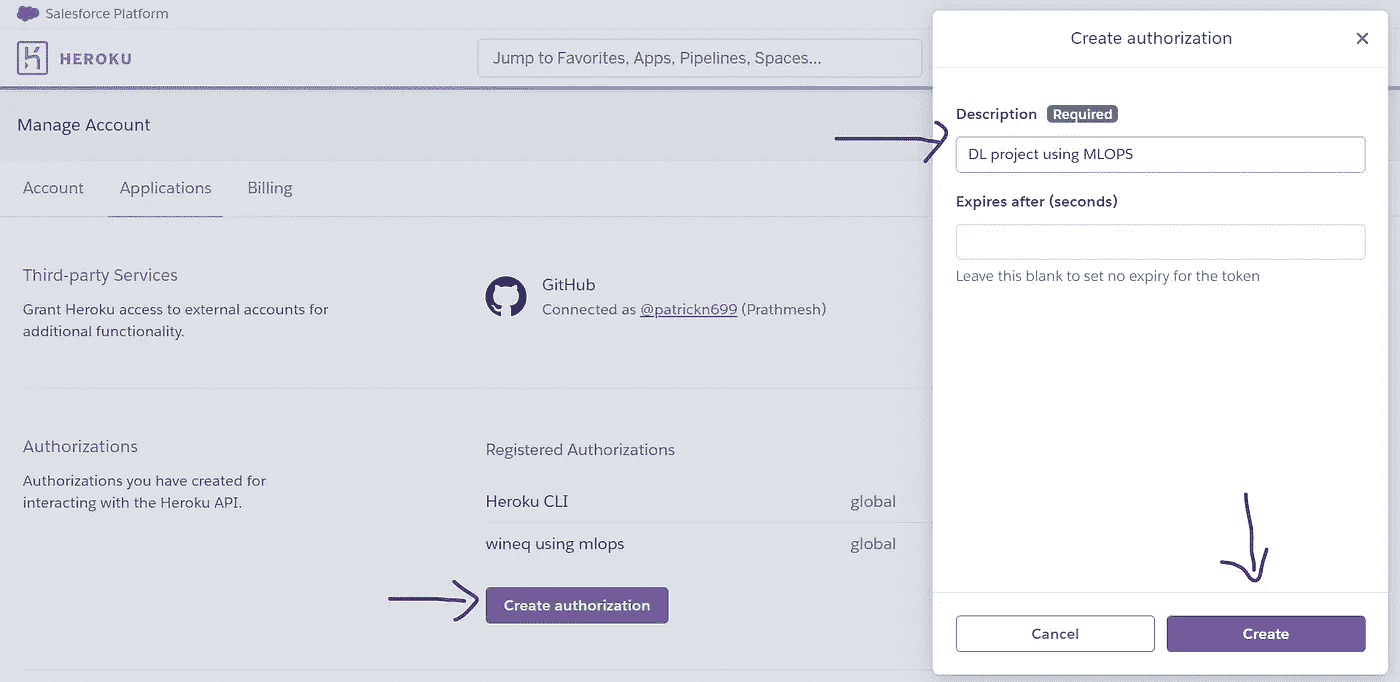 Salesforce Platform
HEROKU
Jump to Favorites, Apps, Pipelines, Spaces...
Manage Account
Account
Applications
Billing
Third-party Services
Grant Heroku access to external accounts for
additional functionality.
GitHub
Connected as @patrickn699 (Prathmesh)
Authorizations
Authorizations you have created for
interacting with the Heroku API.
Registered Authorizations
Heroku CLI global
wineq using mlops global
Create authorization
Create authorization
Description Required
DL project using MLOPS
Expires after (seconds)
Leave this blank to set no expiry for the token
Cancel
Create